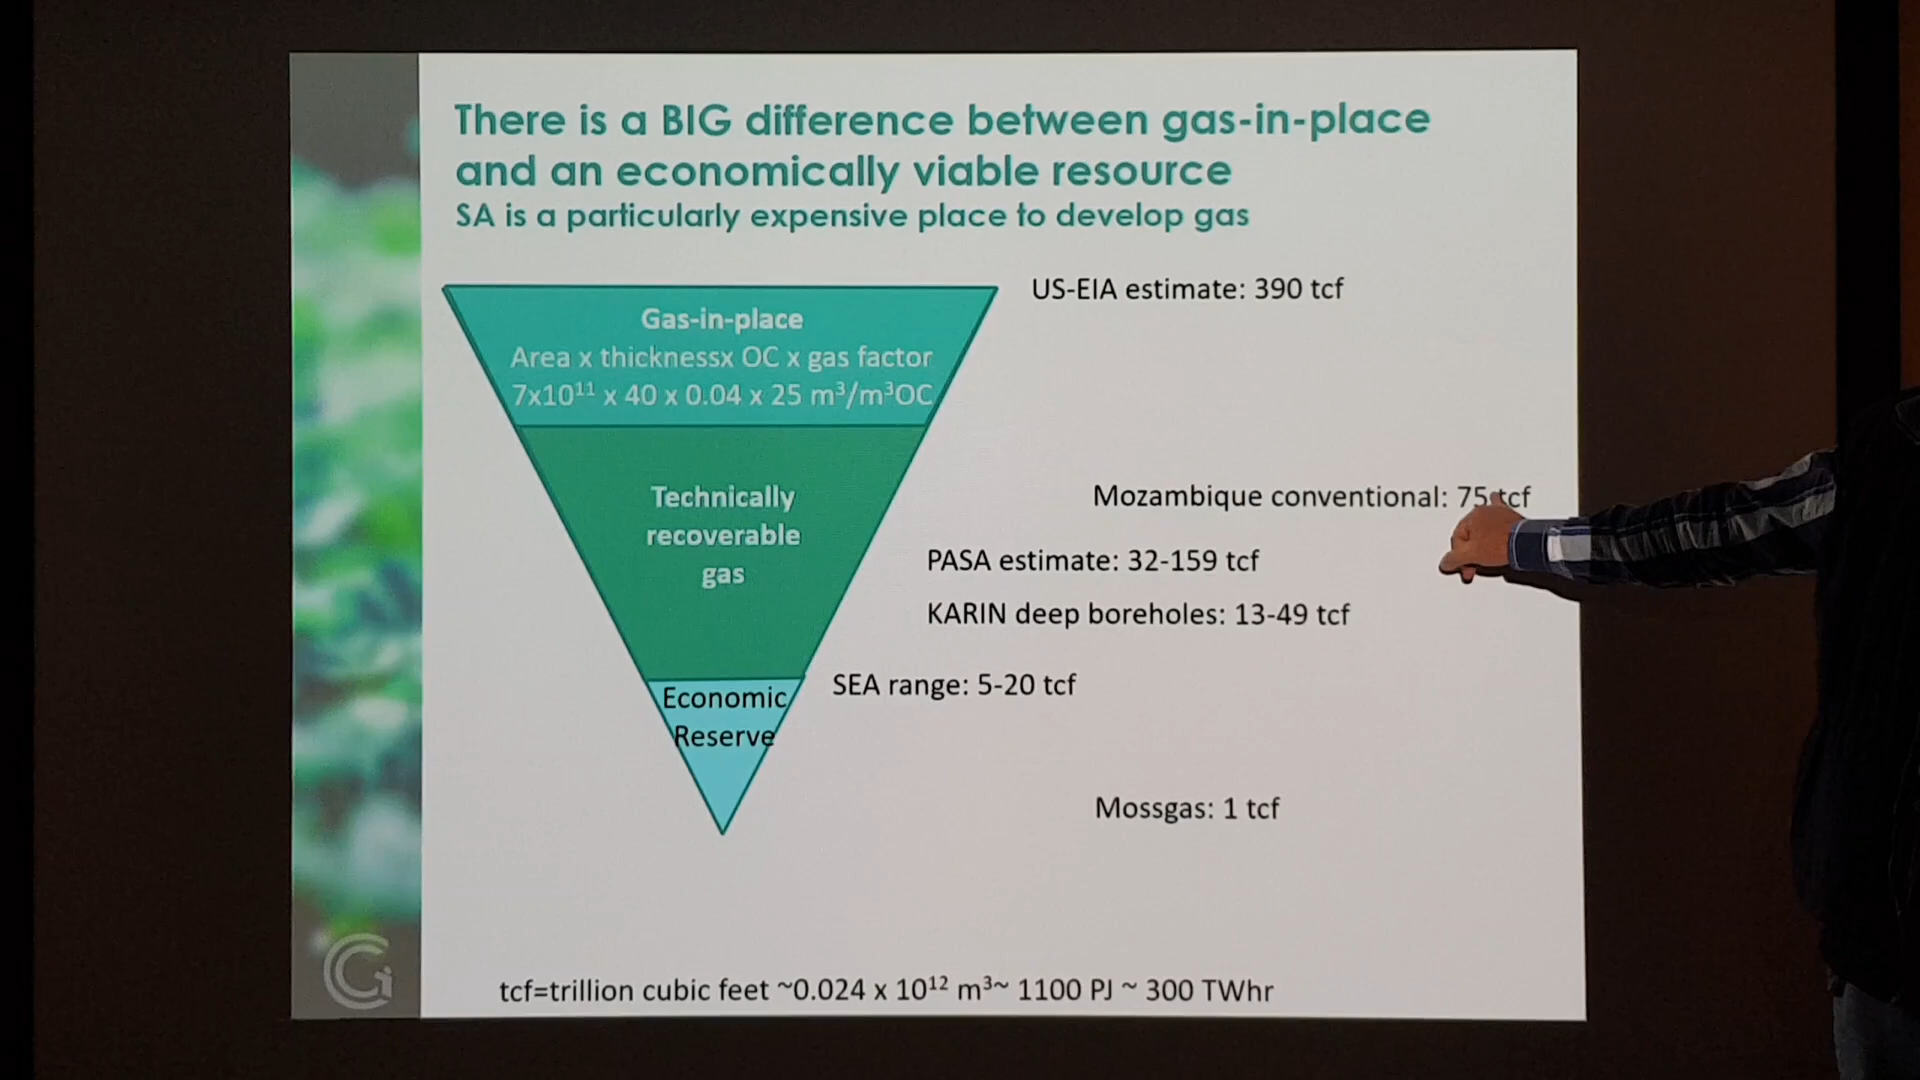 There is a BIG difference between gas-in-place
and an economically viable resource
SA is a particularly expensive place to develop gas
US-EIA estimate: 390 tcf
Gas-in-place
Area x thicknessx OC x gas factor
7x10¹¹ x 40 x 0.04 x 25 m³/m³OC
Technically
recoverable
gas
Mozambique conventional: 75 tcf
PASA estimate: 32-159 tcf
KARIN deep boreholes: 13-49 tcf
Economic
Reserve
SEA range: 5-20 tcf
Mossgas: 1 tcf
tcf=trillion cubic feet ~0.024 x 10¹² m³~ 1100 PJ ~ 300 TWhr